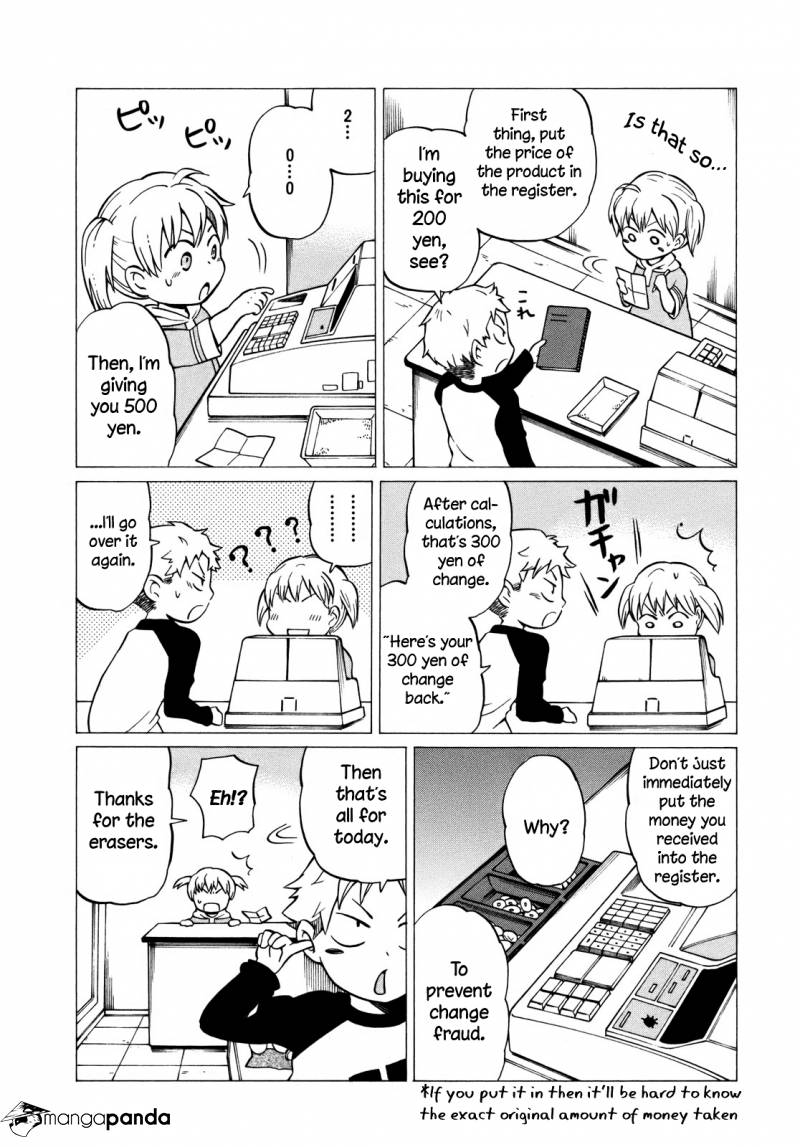 First
thing, put
the price of
the product in
the register.
I'm
buying
this for
200
yen,
see?
Is that so...
これ
2
...
0
...
0
ピッ
ピッ
Then, I'm
giving
you 500
yen.
After cal-
culations,
that's 300
yen of
change.
"Here's your
300 yen of
change
back."
ガチャン
.........
???
...I'll go
over it
again.
Don't just
immediately
put the
money you
received
into the
register.
Why?
To
prevent
change
fraud.
*If you put it in then it'll be hard to know
the exact original amount of money taken
Then
that's
all for
today.
Eh!?
Thanks
for the
erasers.
mangapanda